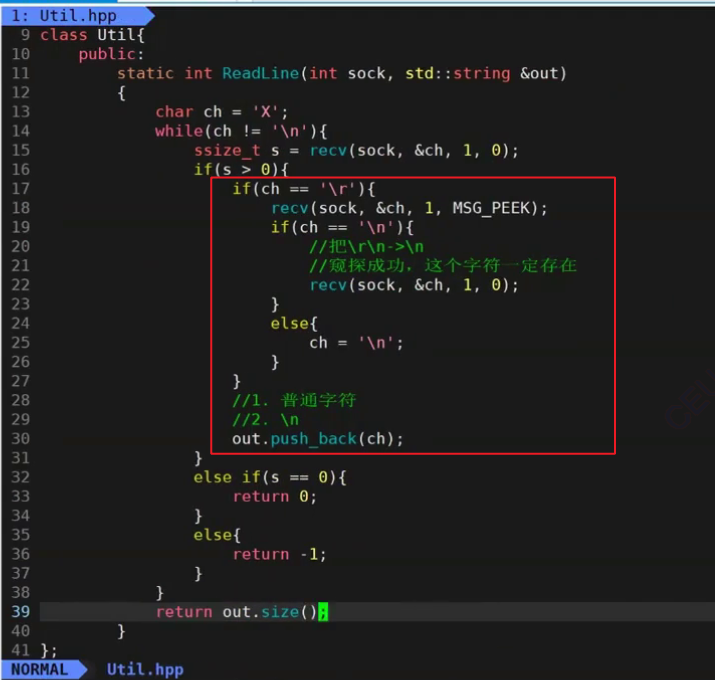 1: Util.hpp
9 class Util{
10     public:
11         static int ReadLine(int sock, std::string &out)
12         {
13             char ch = 'X';
14             while(ch != '\n'){
15                 ssize_t s = recv(sock, &ch, 1, 0);
16                 if(s > 0){
17                     if(ch == '\r'){
18                         recv(sock, &ch, 1, MSG_PEEK);
19                         if(ch == '\n'){
20                             //把\r\n->\n
21                             //窥探成功，这个字符一定存在
22                             recv(sock, &ch, 1, 0);
23                         }
24                         else{
25                             ch = '\n';
26                         }
27                     }
28                     //1. 普通字符
29                     //2. \n
30                     out.push_back(ch);
31                 }
32                 else if(s == 0){
33                     return 0;
34                 }
35                 else{
36                     return -1;
37                 }
38             }
39             return out.size();
40         }
41 };
NORMAL Util.hpp